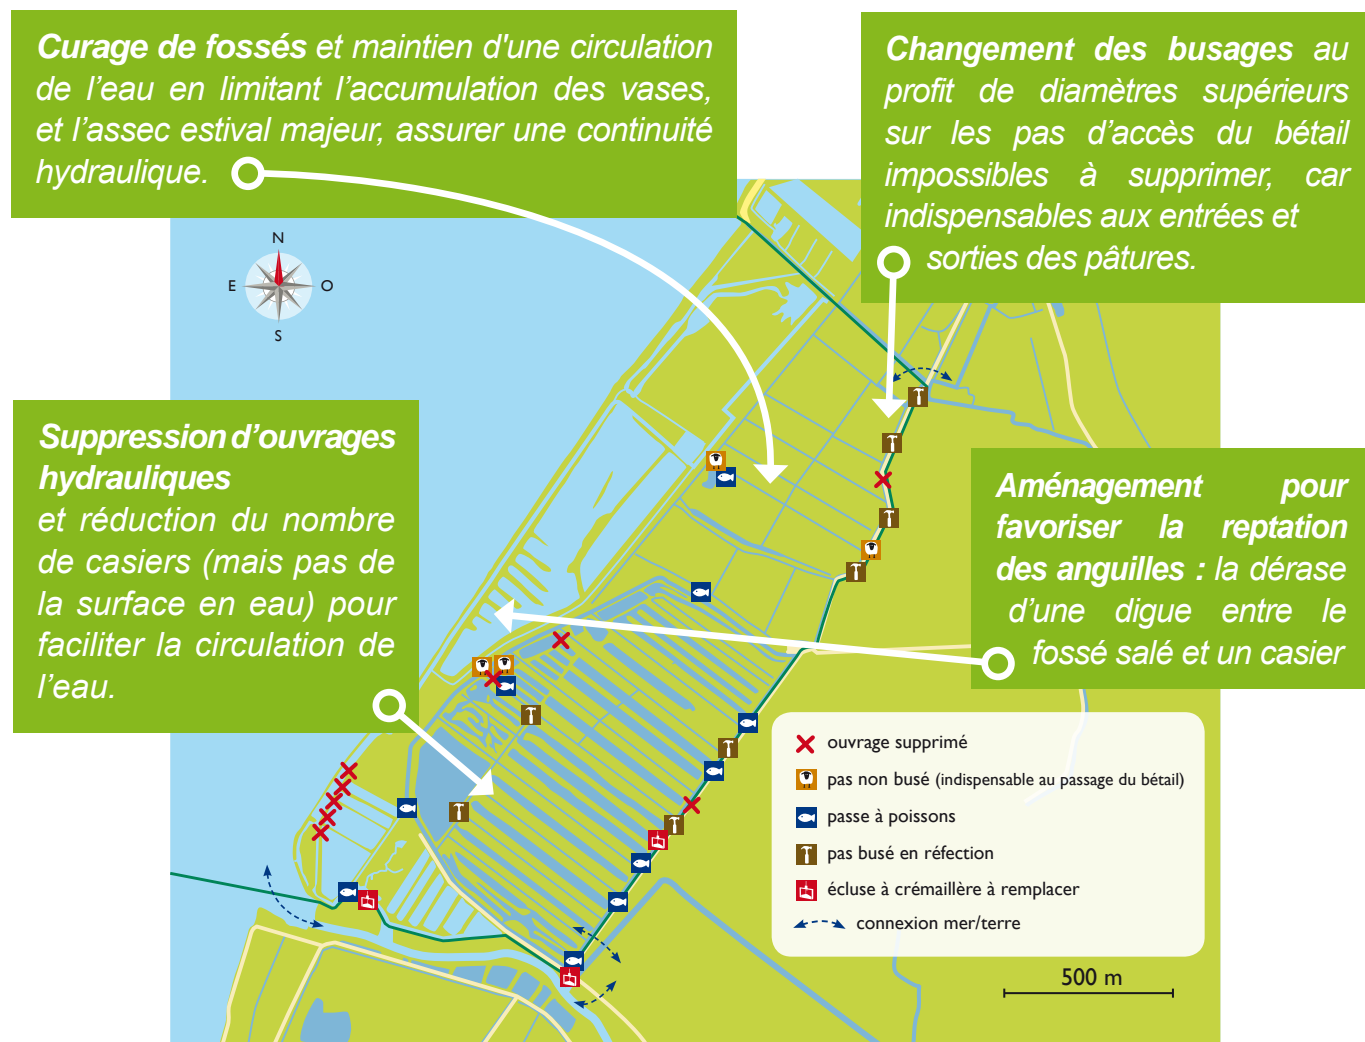 Curage de fossés et maintien d'une circulation
de l'eau en limitant l'accumulation des vases,
et l'assec estival majeur, assurer une continuité
hydraulique.
Changement des busages au
profit de diamètres supérieurs
sur les pas d'accès du bétail
impossibles à supprimer, car
indispensables aux entrées et
sorties des pâtures.
N
E
O
S
Suppression d'ouvrages
hydrauliques
et réduction du nombre
de casiers (mais pas de
la surface en eau) pour
faciliter la circulation de
l'eau.
Aménagement pour
favoriser la reptation
des anguilles : la dérase
d'une digue entre le
fossé salé et un casier
ouvrage supprimé
pas non busé (indispensable au passage du bétail)
passe à poissons
pas busé en réfection
écluse à crémaillère à remplacer
connexion mer/terre
500 m